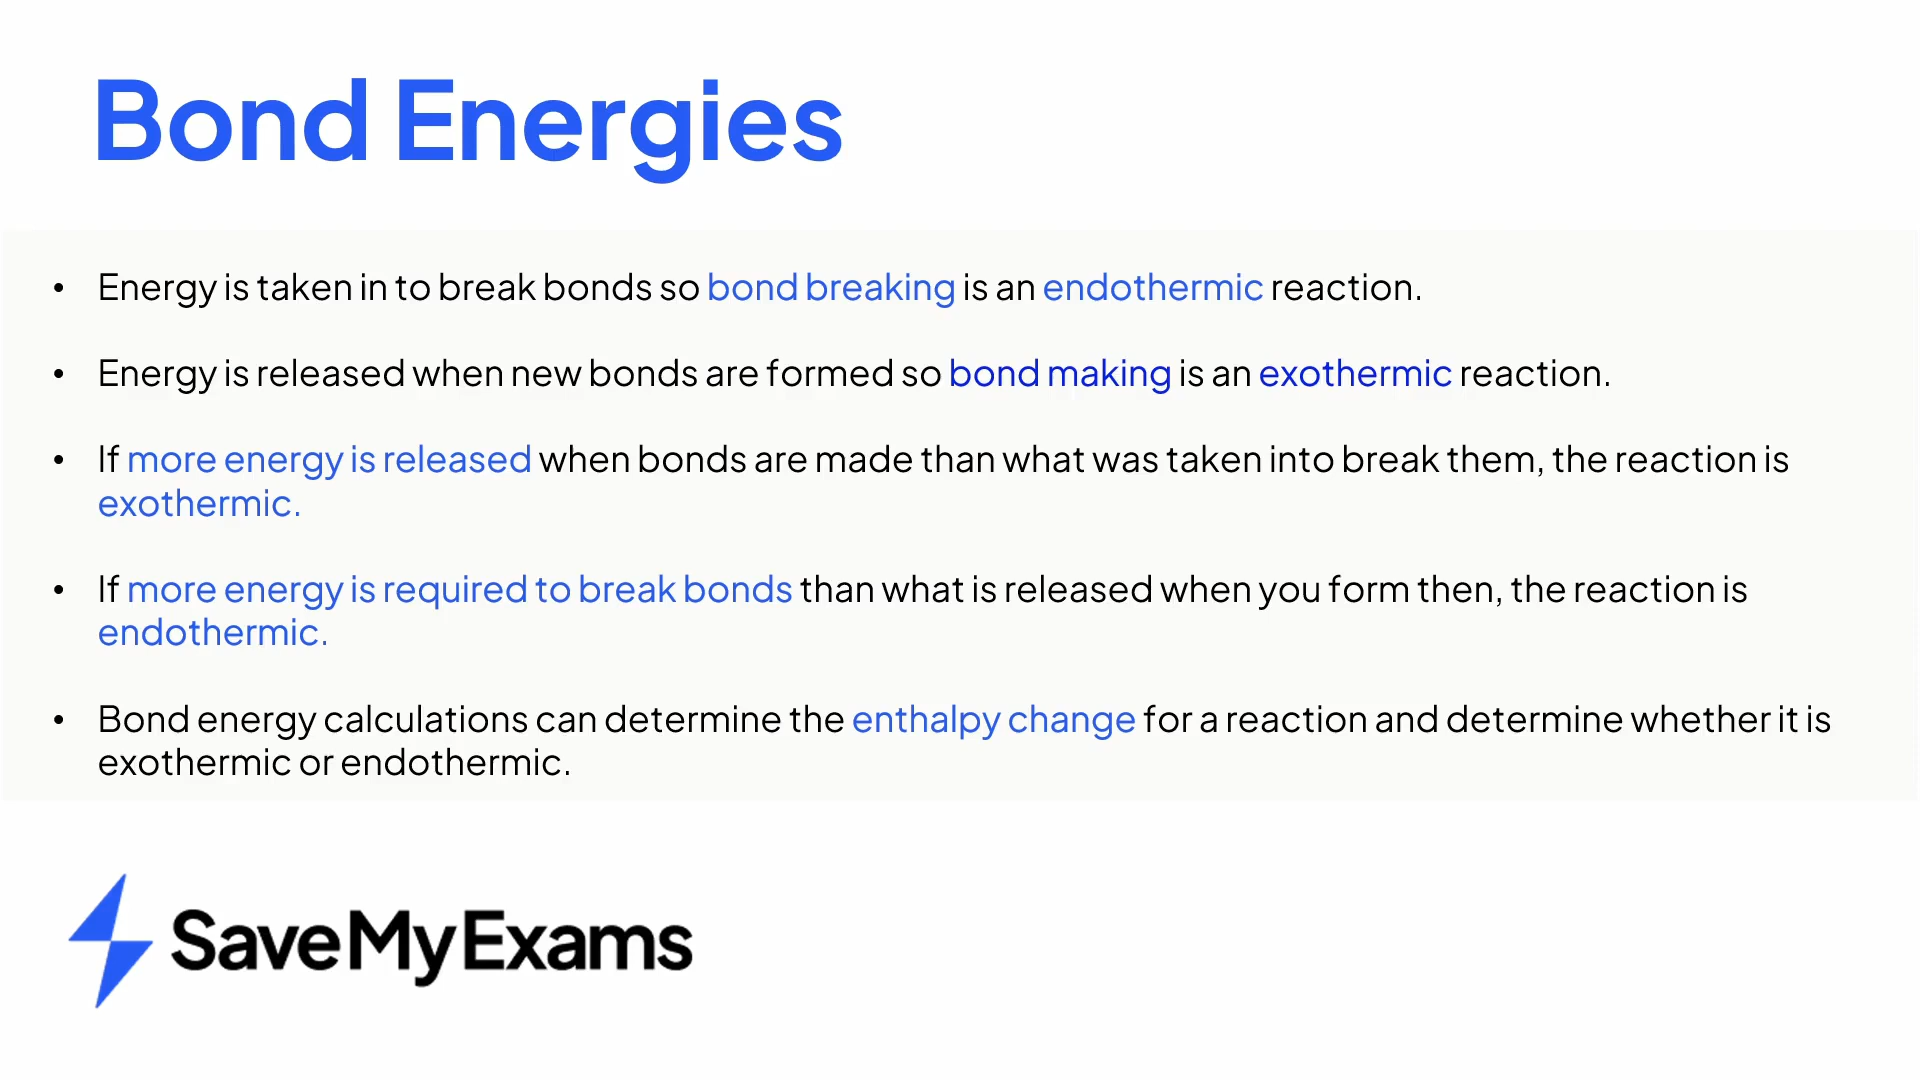 Bond Energies
• Energy is taken in to break bonds so bond breaking is an endothermic reaction.
• Energy is released when new bonds are formed so bond making is an exothermic reaction.
• If more energy is released when bonds are made than what was taken into break them, the reaction is
exothermic.
• If more energy is required to break bonds than what is released when you form then, the reaction is
endothermic.
• Bond energy calculations can determine the enthalpy change for a reaction and determine whether it is
exothermic or endothermic.
SaveMyExams